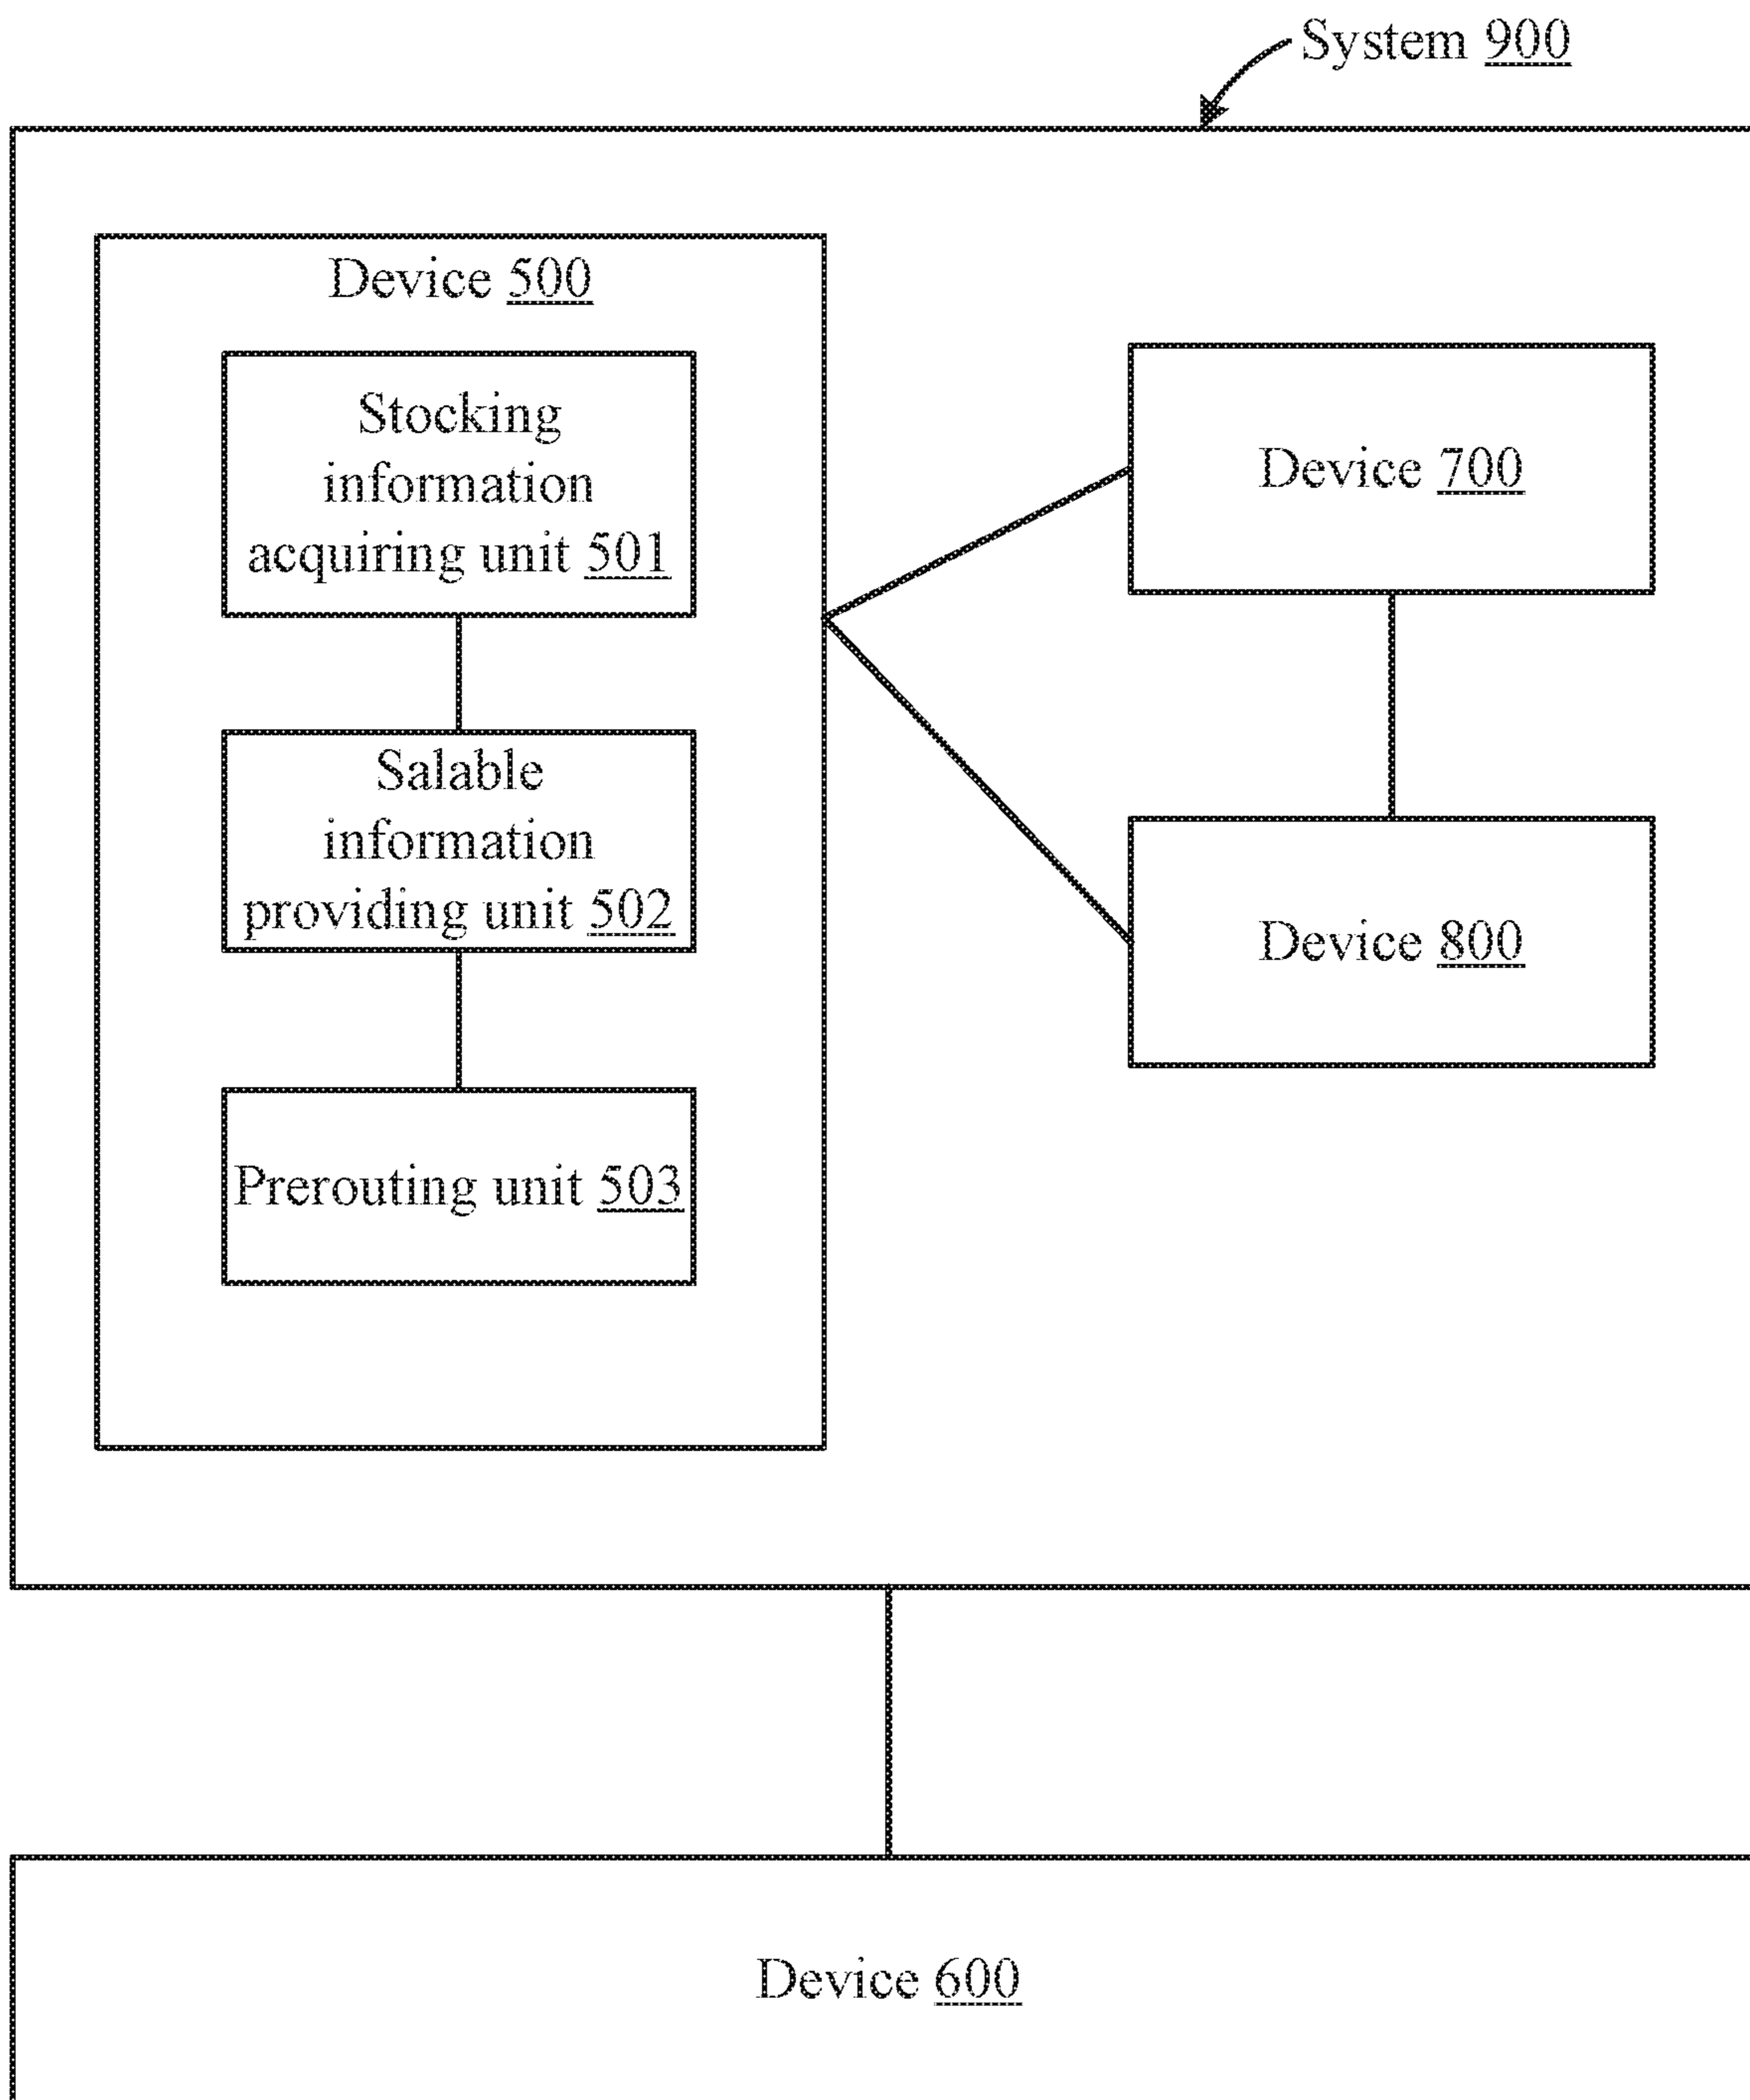 System 900
Device 500
Stocking
information
acquiring unit 501
Salable
information
providing unit 502
Prerouting unit 503
Device 700
Device 800
Device 600